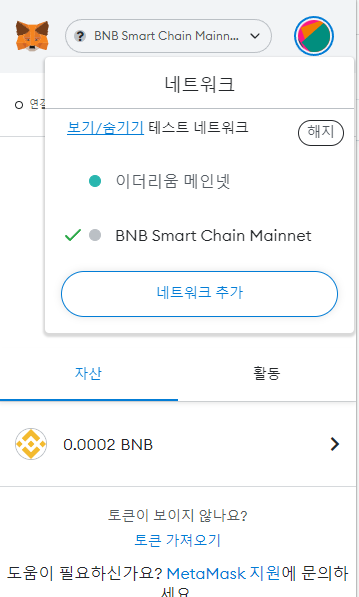 BNB Smart Chain Mainn...
네트워크
보기/숨기기 테스트 네트워크
해지
이더리움 메인넷
BNB Smart Chain Mainnet
네트워크 추가
자산 활동
0.0002 BNB
토큰이 보이지 않나요?
토큰 가져오기
도움이 필요하신가요? MetaMask 지원에 문의하
세요